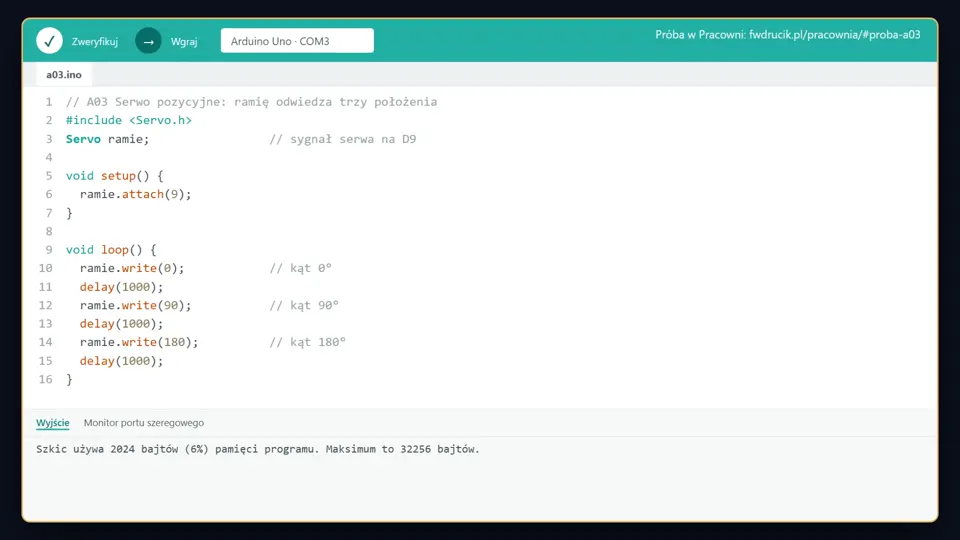 ✓ Zweryfikuj → Wgraj Arduino Uno · COM3 Próba w Pracowni: fwdrucik.pl/pracownia/#proba-a03
a03.ino
1 // A03 Serwo pozycyjne: ramię odwiedza trzy położenia
2 #include <Servo.h>
3 Servo ramie; // sygnał serwa na D9
4
5 void setup() {
6 ramie.attach(9);
7 }
8
9 void loop() {
10 ramie.write(0); // kąt 0°
11 delay(1000);
12 ramie.write(90); // kąt 90°
13 delay(1000);
14 ramie.write(180); // kąt 180°
15 delay(1000);
16 }
Wyjście Monitor portu szeregowego
Szkic używa 2024 bajtów (6%) pamięci programu. Maksimum to 32256 bajtów.